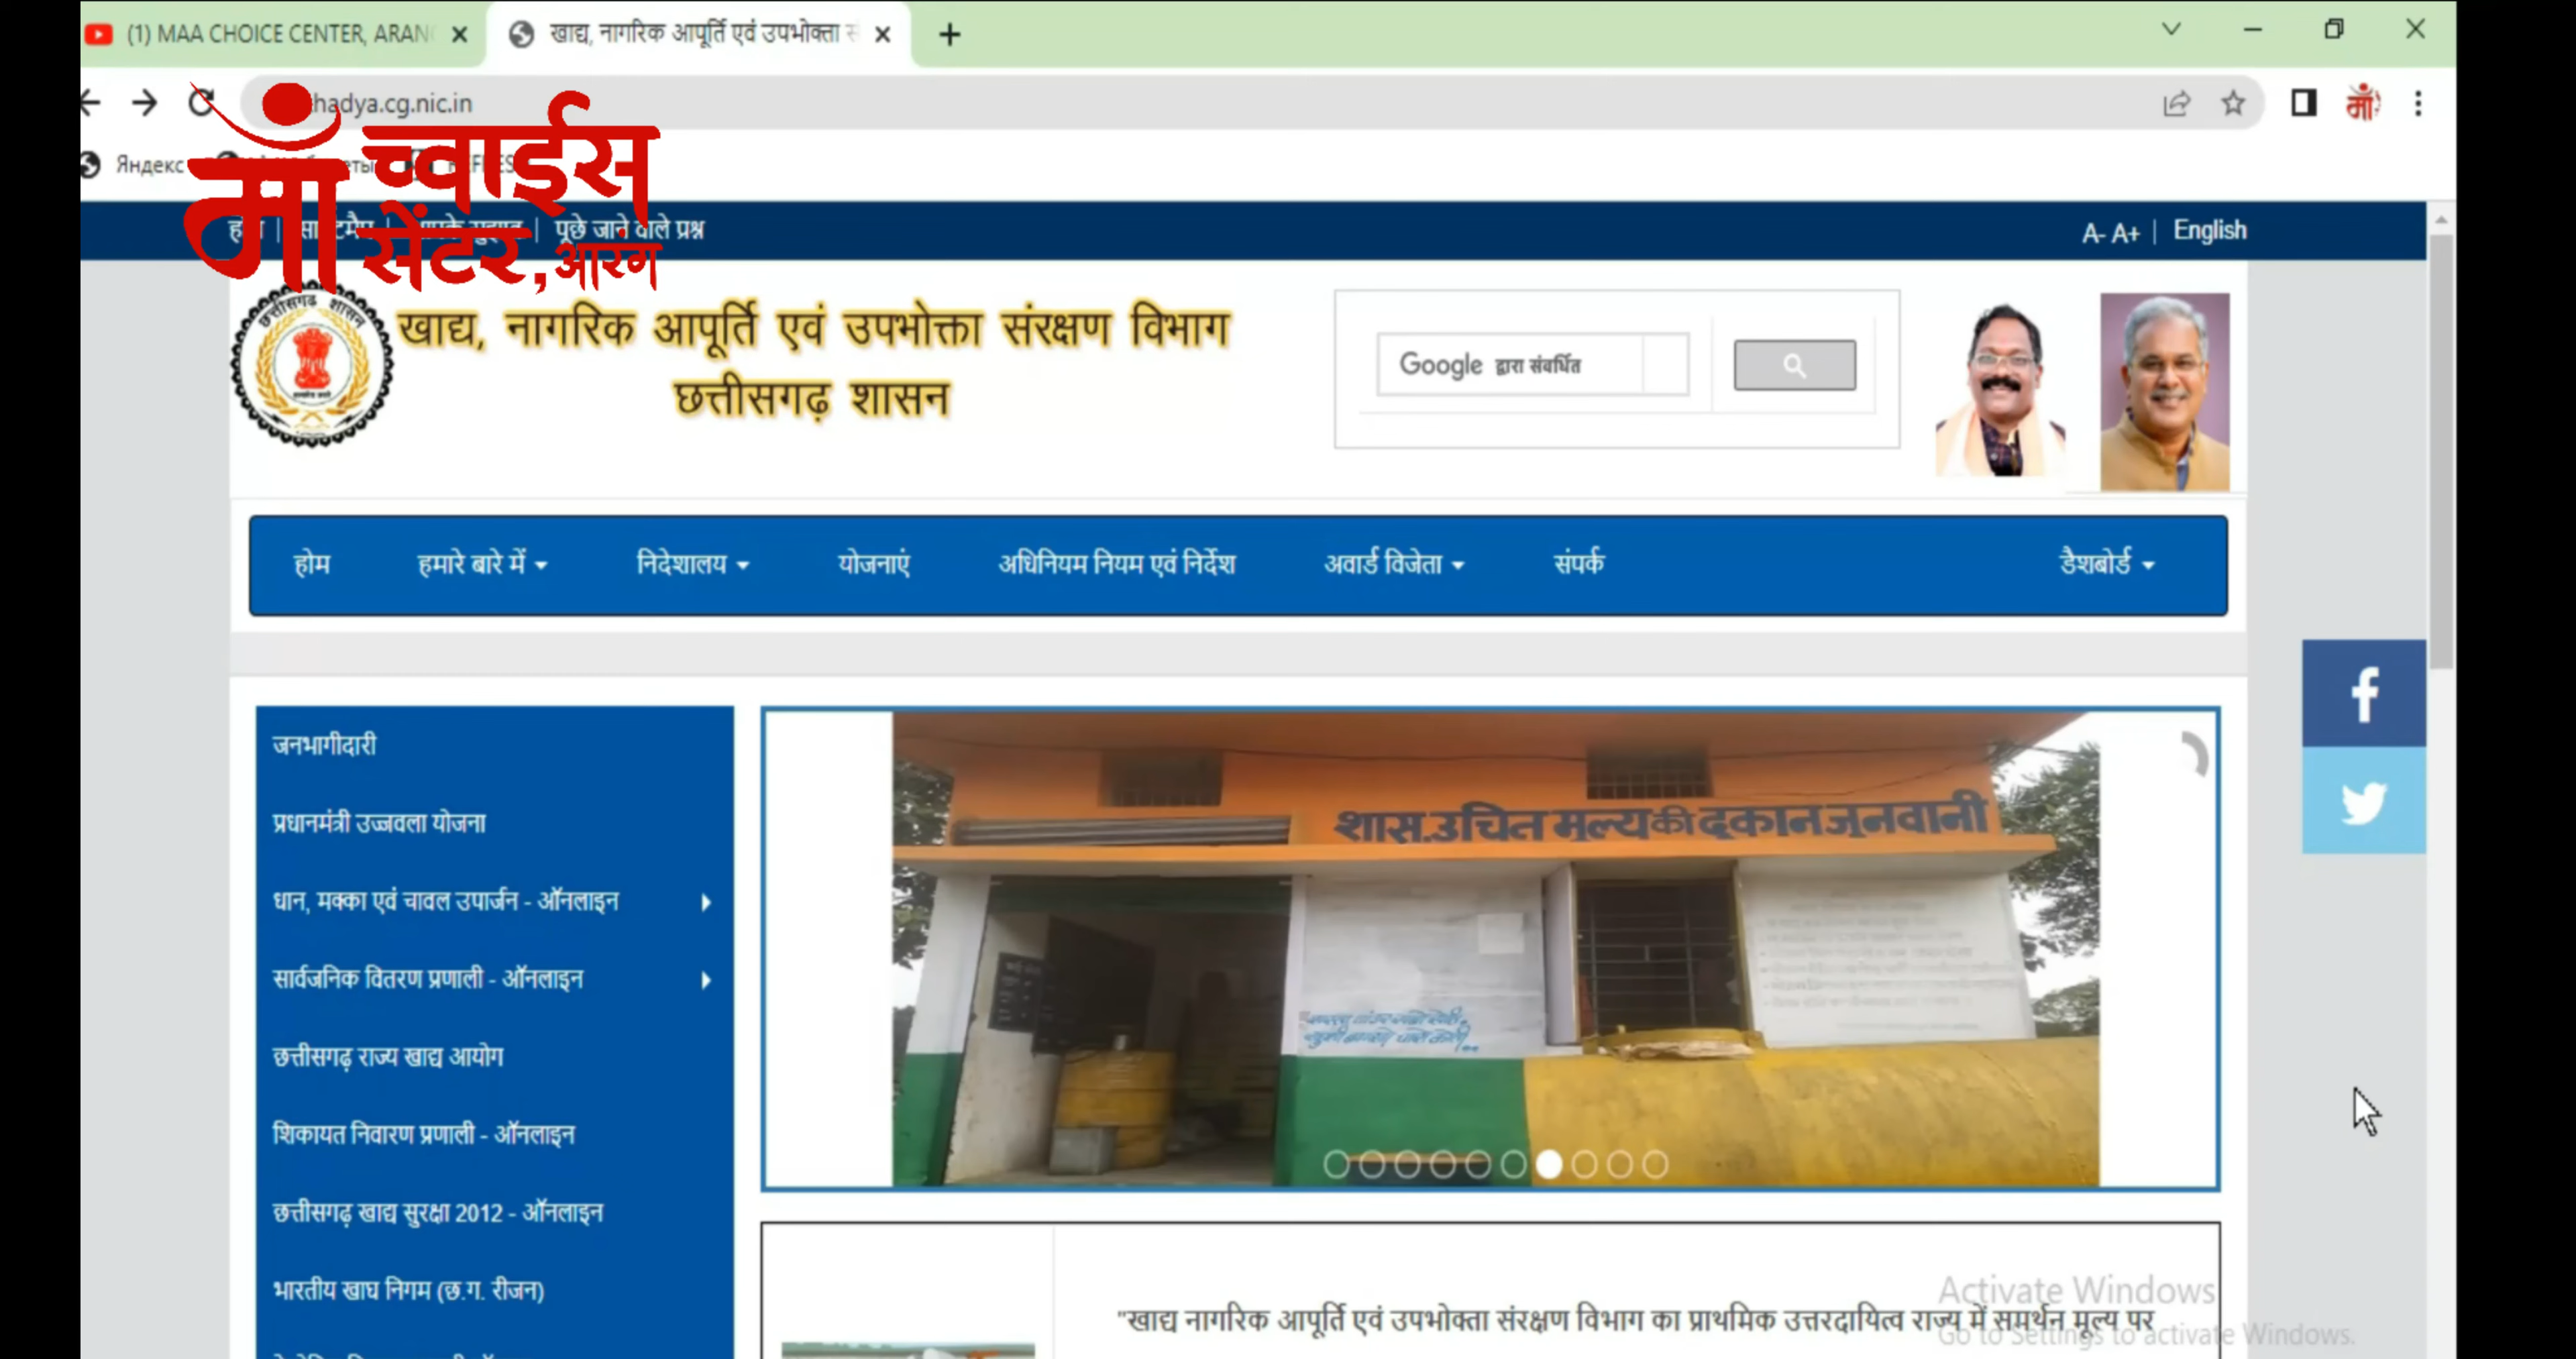 (1) MAA CHOICE CENTER, ARAN
खाद्य, नागरिक आपूर्ति एवं उपभोक्ता
hadya.cg.nic.in
Яндекс
माँ च्वाईस
सेंटर, आरंग
पूछे जाने वाले प्रश्न
A- A+ | English
खाद्य, नागरिक आपूर्ति एवं उपभोक्ता संरक्षण विभाग
छत्तीसगढ़ शासन
Google द्वारा संवर्धित
होम हमारे बारे में निदेशालय योजनाएं अधिनियम नियम एवं निर्देश अवार्ड विजेता संपर्क डैशबोर्ड
जनभागीदारी
प्रधानमंत्री उज्जवला योजना
धान, मक्का एवं चावल उपार्जन - ऑनलाइन
सार्वजनिक वितरण प्रणाली - ऑनलाइन
छत्तीसगढ़ राज्य खाद्य आयोग
शिकायत निवारण प्रणाली - ऑनलाइन
छत्तीसगढ़ खाद्य सुरक्षा 2012 - ऑनलाइन
भारतीय खाद्य निगम (छ.ग. रीजन)
शास.उचित मूल्य की दुकान जुनवानी
"खाद्य नागरिक आपूर्ति एवं उपभोक्ता संरक्षण विभाग का प्राथमिक उत्तरदायित्व राज्य में समर्थन मूल्य पर
Activate Windows
Go to Settings to activate Windows.